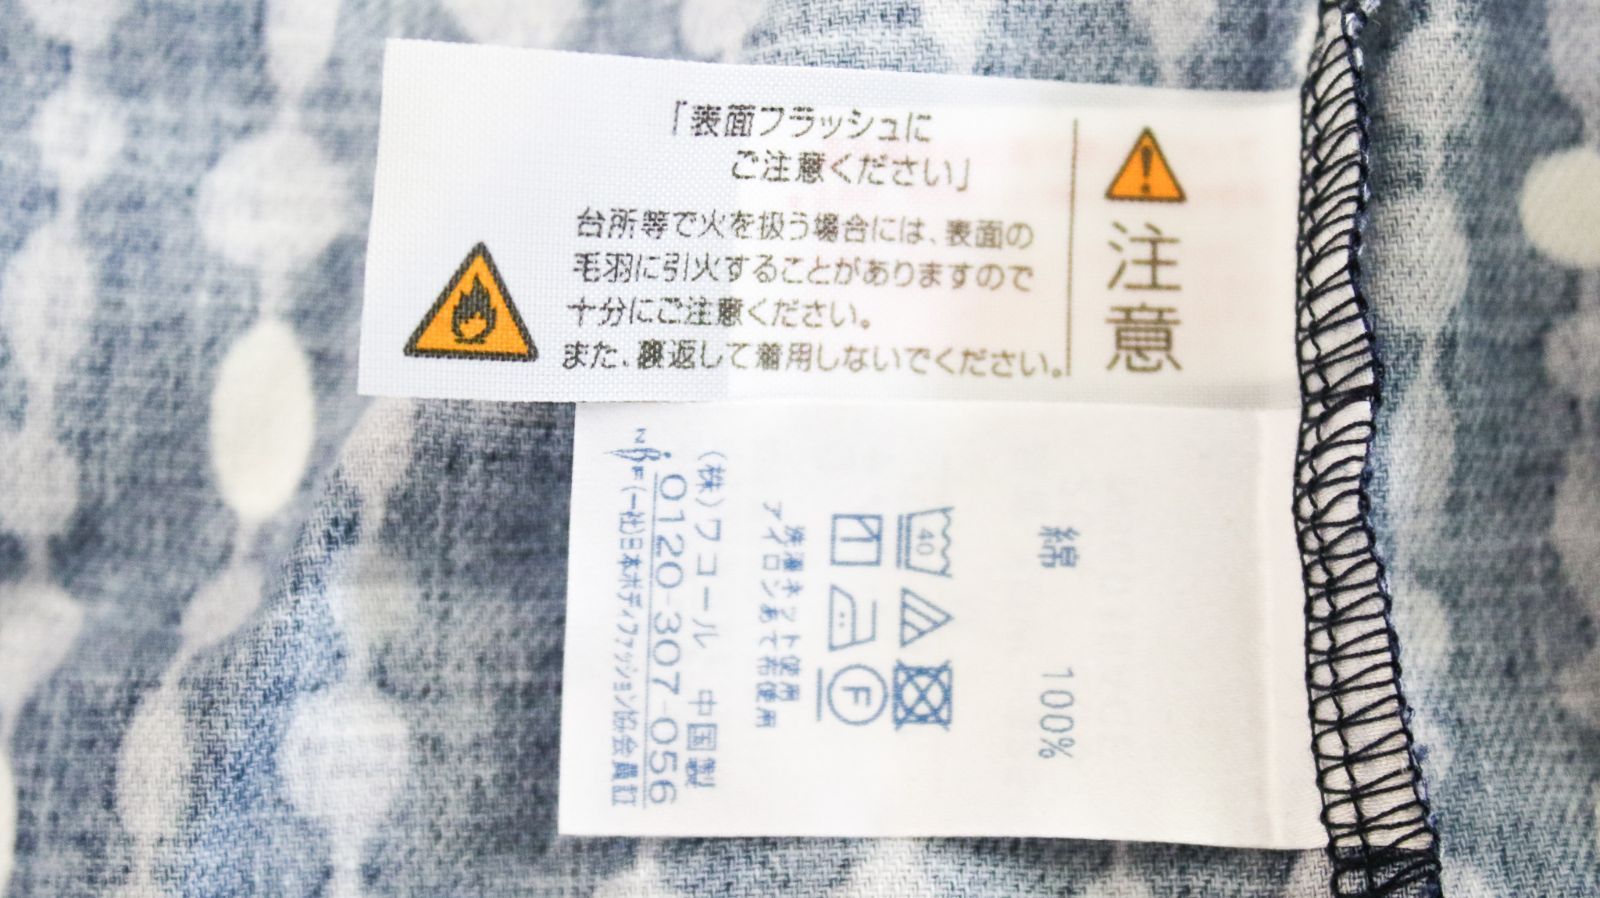 「表面フラッシュに
ご注意ください」
台所等で火を扱う場合には、表面の
毛羽に引火することがありますので
十分にご注意ください。
また、裏返して着用しないでください。
注意
綿 100%
40
F
洗濯ネット使用
アイロンあて布使用
(株)ワコール 中国製
0120-307-056
NBF(一社)日本ボディファッション協会員訂